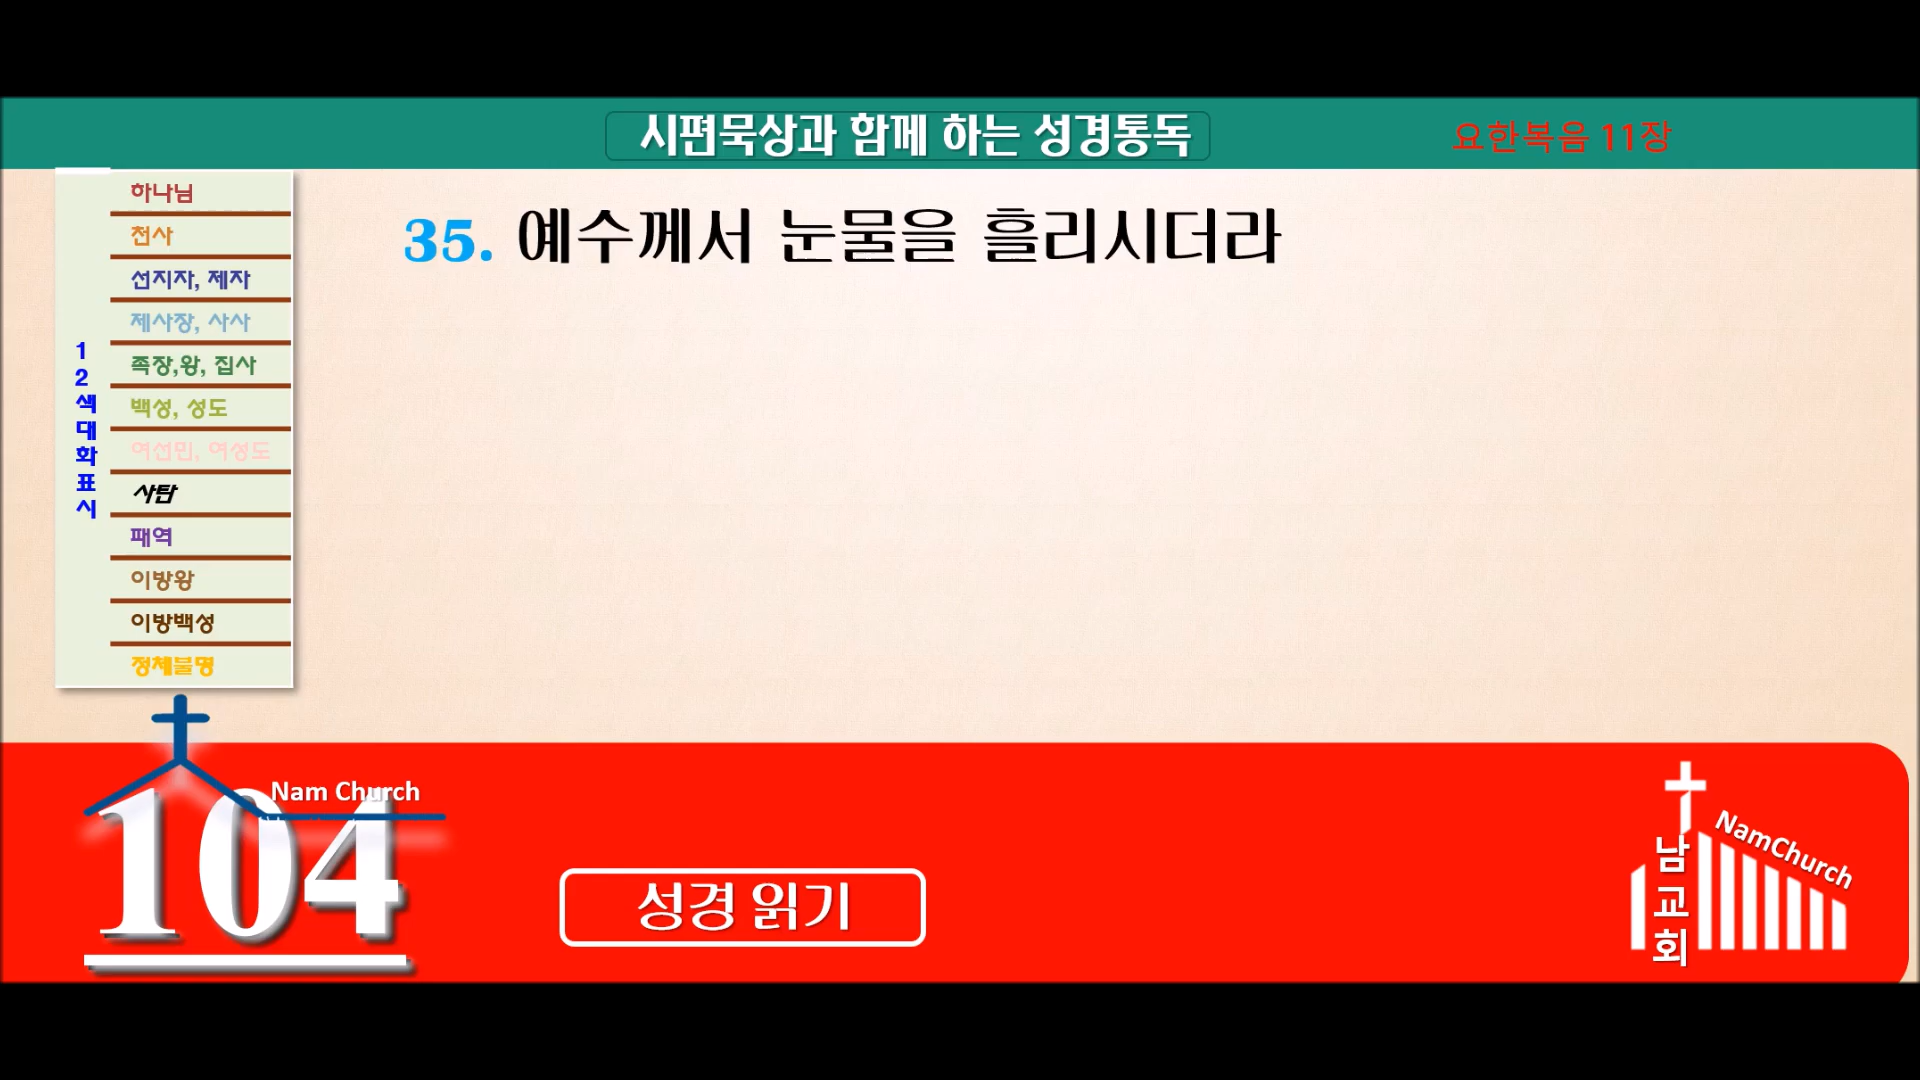 시편묵상과 함께 하는 성경통독
요한복음 11장
12색대화표시
하나님
천사
선지자, 제자
제사장, 사사
족장,왕, 집사
백성, 성도
여선민, 여성도
사탄
패역
이방왕
이방백성
정체불명
35. 예수께서 눈물을 흘리시더라
Nam Church
104
성경 읽기
NamChurch
남교회